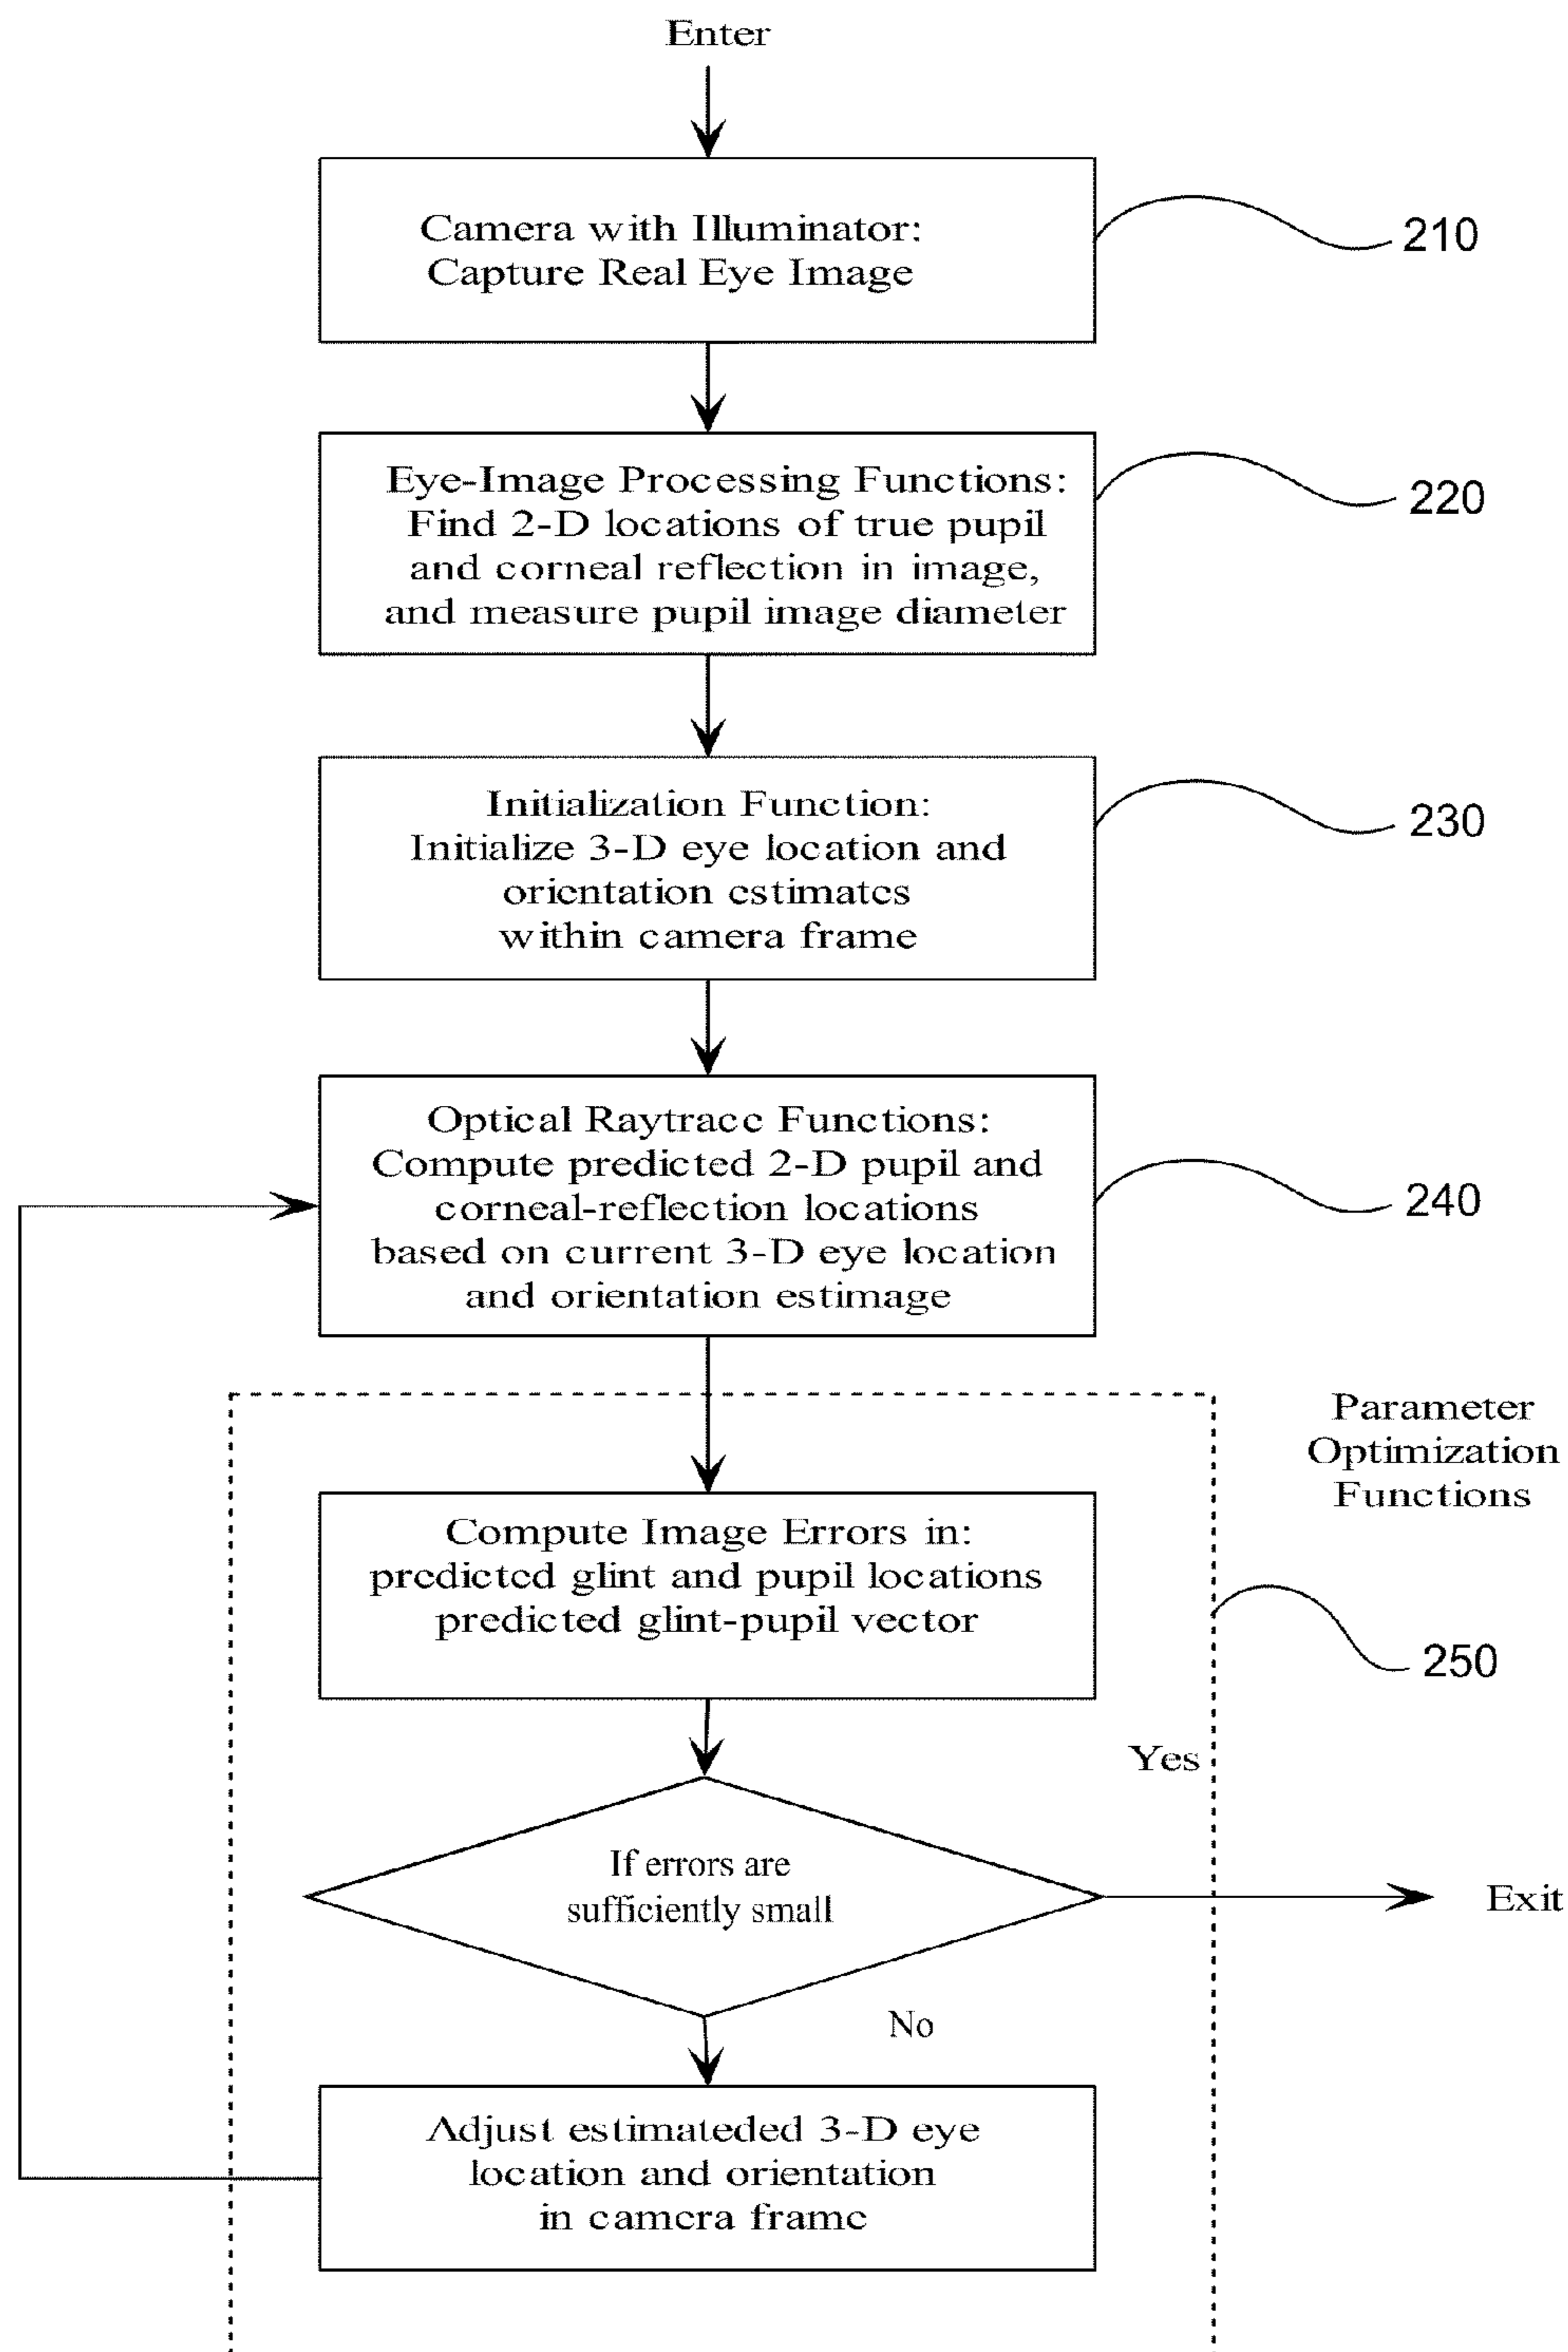 Enter
Camera with Illuminator:
Capture Real Eye Image
210
Eye-Image Processing Functions:
Find 2-D locations of true pupil
and corneal reflection in image,
and measure pupil image diameter
220
Initialization Function:
Initialize 3-D eye location and
orientation estimates
within camera frame
230
Optical Raytrace Functions:
Compute predicted 2-D pupil and
corneal-reflection locations
based on current 3-D eye location
and orientation estimage
240
Parameter
Optimization
Functions
Compute Image Errors in:
predicted glint and pupil locations
predicted glint-pupil vector
250
Yes
If errors are
sufficiently small
Exit
No
Adjust estimateded 3-D eye
location and orientation
in camera frame